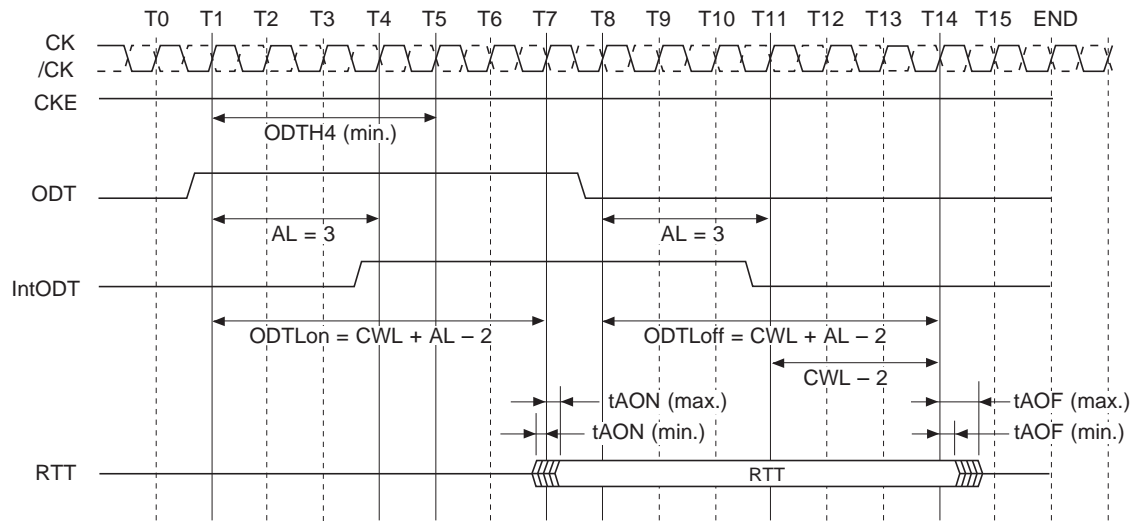 T0 T1 T2 T3 T4 T5 T6 T7 T8 T9 T10 T11 T12 T13 T14 T15 END
CK
/CK
CKE
ODTH4 (min.)
ODT
AL = 3 AL = 3
IntODT
ODTLon = CWL + AL – 2 ODTLoff = CWL + AL – 2
CWL – 2
tAON (max.) tAOF (max.)
tAON (min.) tAOF (min.)
RTT RTT